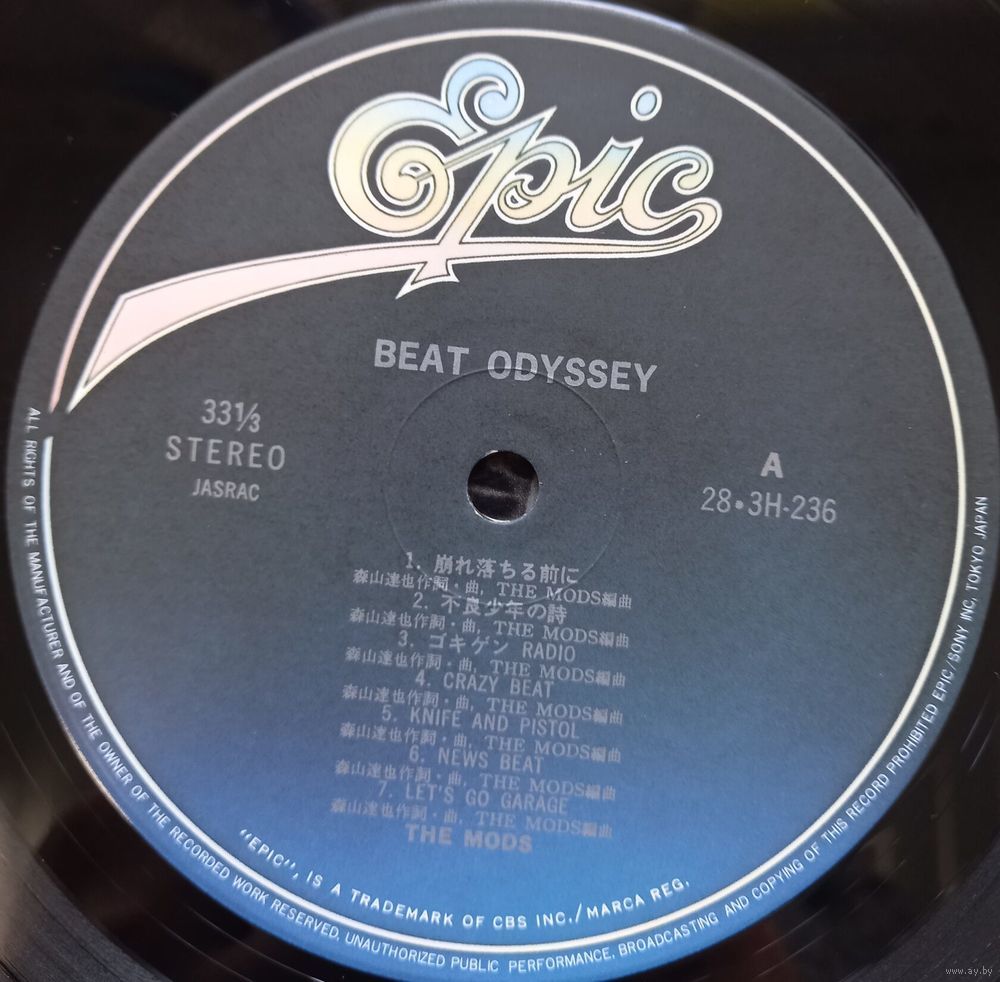 Epic
BEAT ODYSSEY
33⅓
STEREO
JASRAC
A
28•3H-236
1. 崩れ落ちる前に
森山達也作詞・曲, THE MODS編曲
2. 不良少年の詩
森山達也作詞・曲, THE MODS編曲
3. ゴキゲン RADIO
森山達也作詞・曲, THE MODS編曲
4. CRAZY BEAT
森山達也作詞・曲, THE MODS編曲
5. KNIFE AND PISTOL
森山達也作詞・曲, THE MODS編曲
6. NEWS BEAT
森山達也作詞・曲, THE MODS編曲
7. LET'S GO GARAGE
森山達也作詞・曲, THE MODS編曲
THE MODS
"EPIC", IS A TRADEMARK OF CBS INC./MARCA REG.
ALL RIGHTS OF THE MANUFACTURER AND OF THE OWNER OF THE RECORDED WORK RESERVED. UNAUTHORIZED PUBLIC PERFORMANCE, BROADCASTING AND COPYING OF THIS RECORD PROHIBITED EPIC/SONY INC. TOKYO JAPAN
www.ay.by